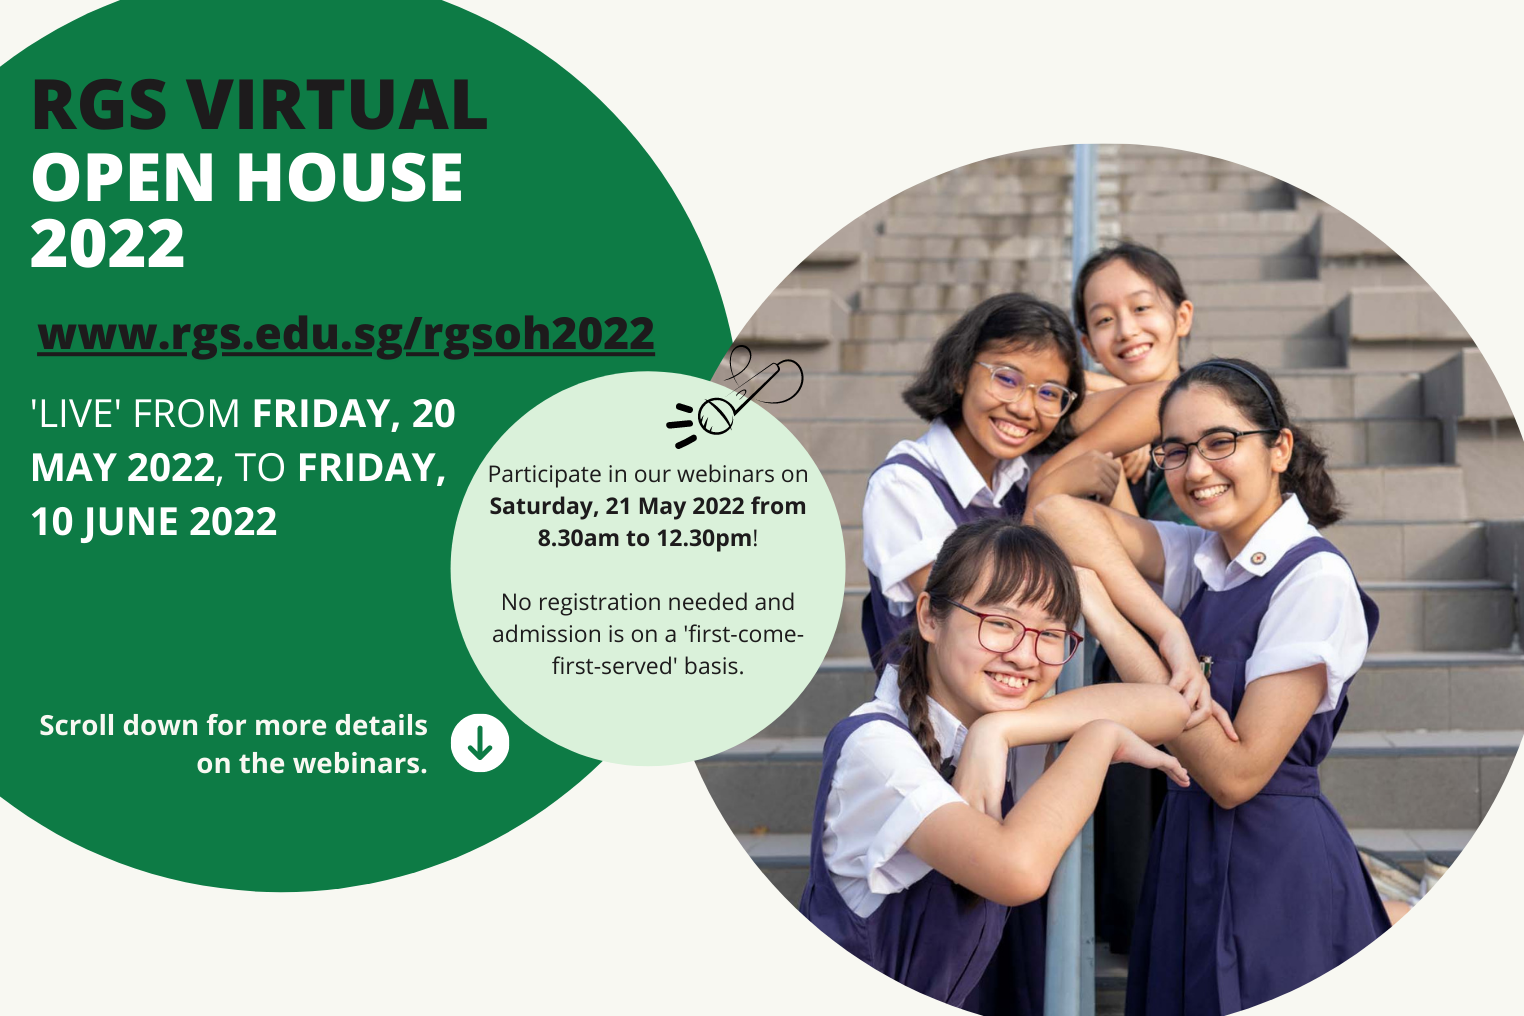 RGS VIRTUAL
OPEN HOUSE
2022
www.rgs.edu.sg/rgsoh2022
'LIVE' FROM FRIDAY, 20
MAY 2022, TO FRIDAY,
10 JUNE 2022
Participate in our webinars on
Saturday, 21 May 2022 from
8.30am to 12.30pm!
No registration needed and
admission is on a 'first-come-
first-served' basis.
Scroll down for more details
on the webinars.